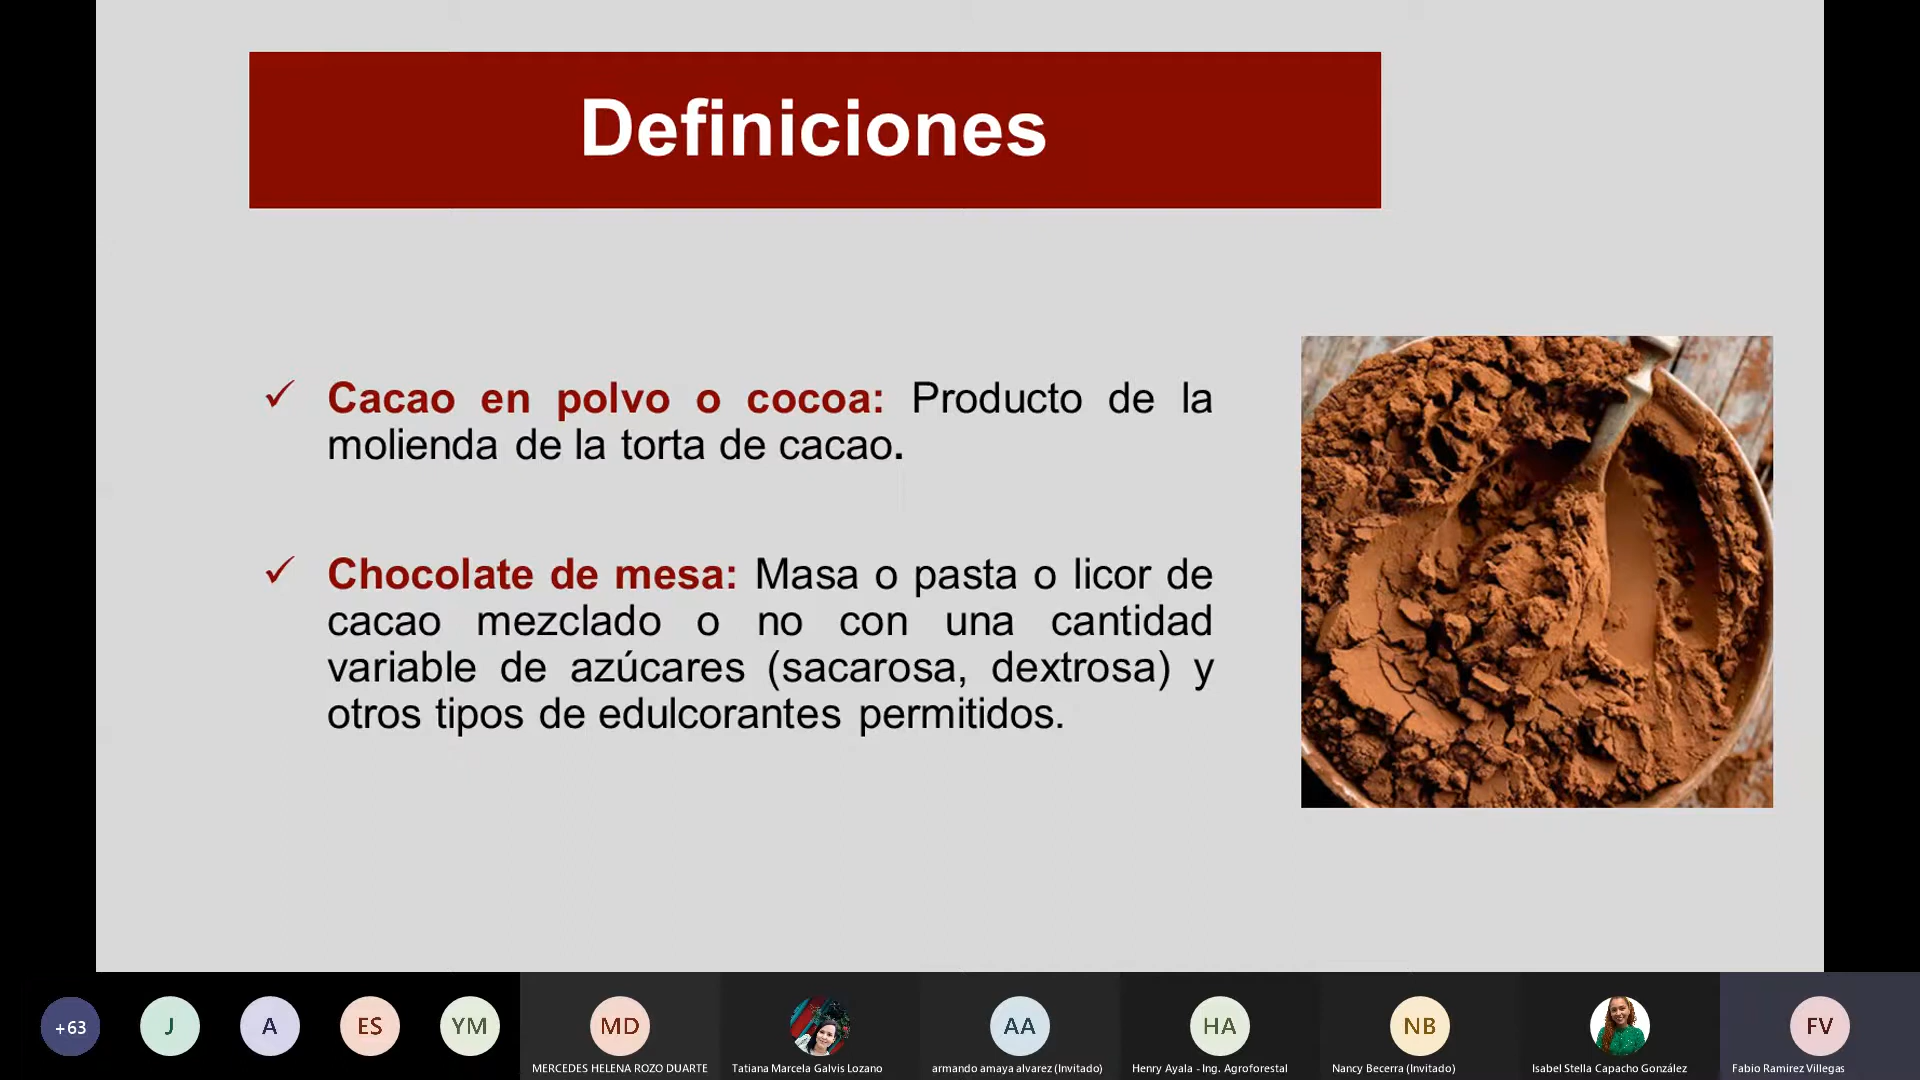 Definiciones
✓ Cacao en polvo o cocoa: Producto de la
molienda de la torta de cacao.
✓ Chocolate de mesa: Masa o pasta o licor de
cacao mezclado o no con una cantidad
variable de azúcares (sacarosa, dextrosa) y
otros tipos de edulcorantes permitidos.
+63 J A ES YM MD AA HA NB FV
MERCEDES HELENA ROZO DUARTE Tatiana Marcela Galvis Lozano armando amaya alvarez (Invitado) Henry Ayala - Ing. Agroforestal Nancy Becerra (Invitado) Isabel Stella Capacho González Fabio Ramirez Villegas